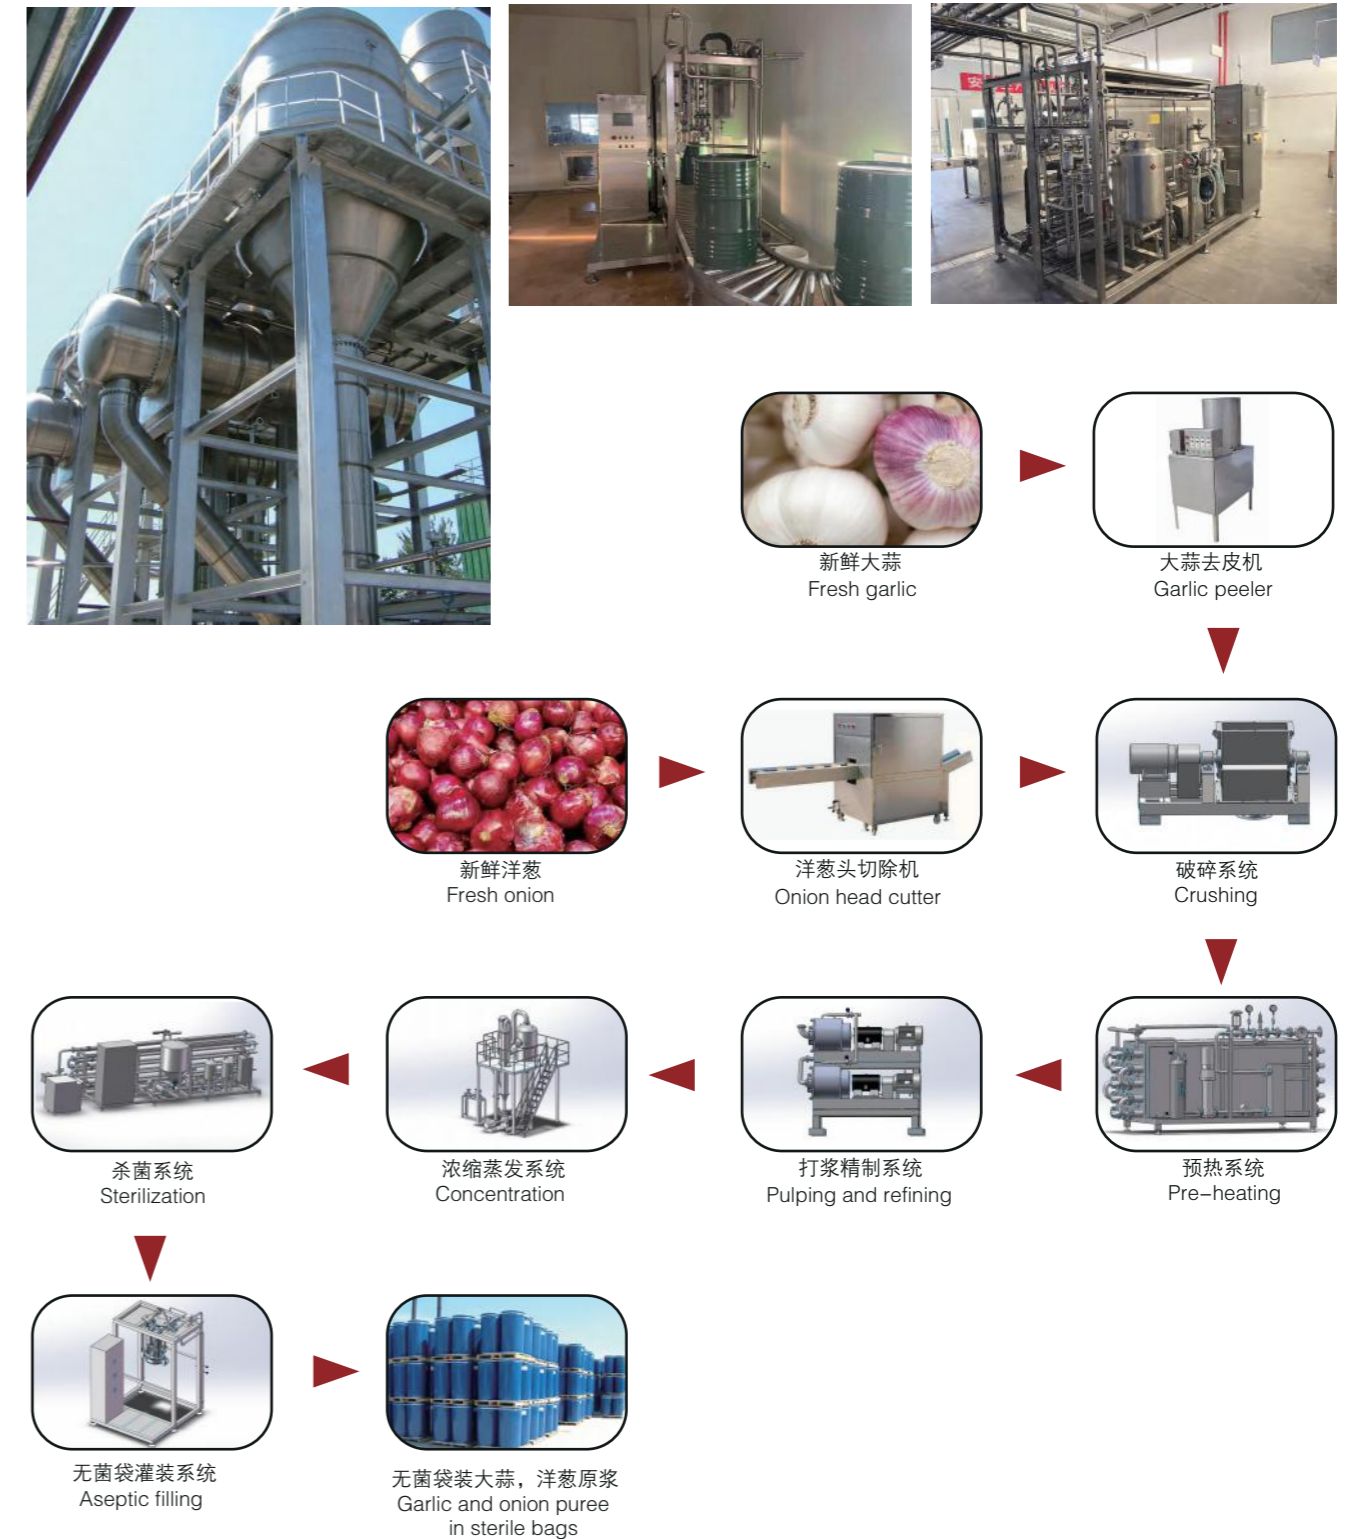 安
新鲜大蒜
Fresh garlic
大蒜去皮机
Garlic peeler
新鲜洋葱
Fresh onion
洋葱头切除机
Onion head cutter
破碎系统
Crushing
杀菌系统
Sterilization
浓缩蒸发系统
Concentration
打浆精制系统
Pulping and refining
预热系统
Pre-heating
无菌袋灌装系统
Aseptic filling
无菌袋装大蒜，洋葱原浆
Garlic and onion puree
in sterile bags